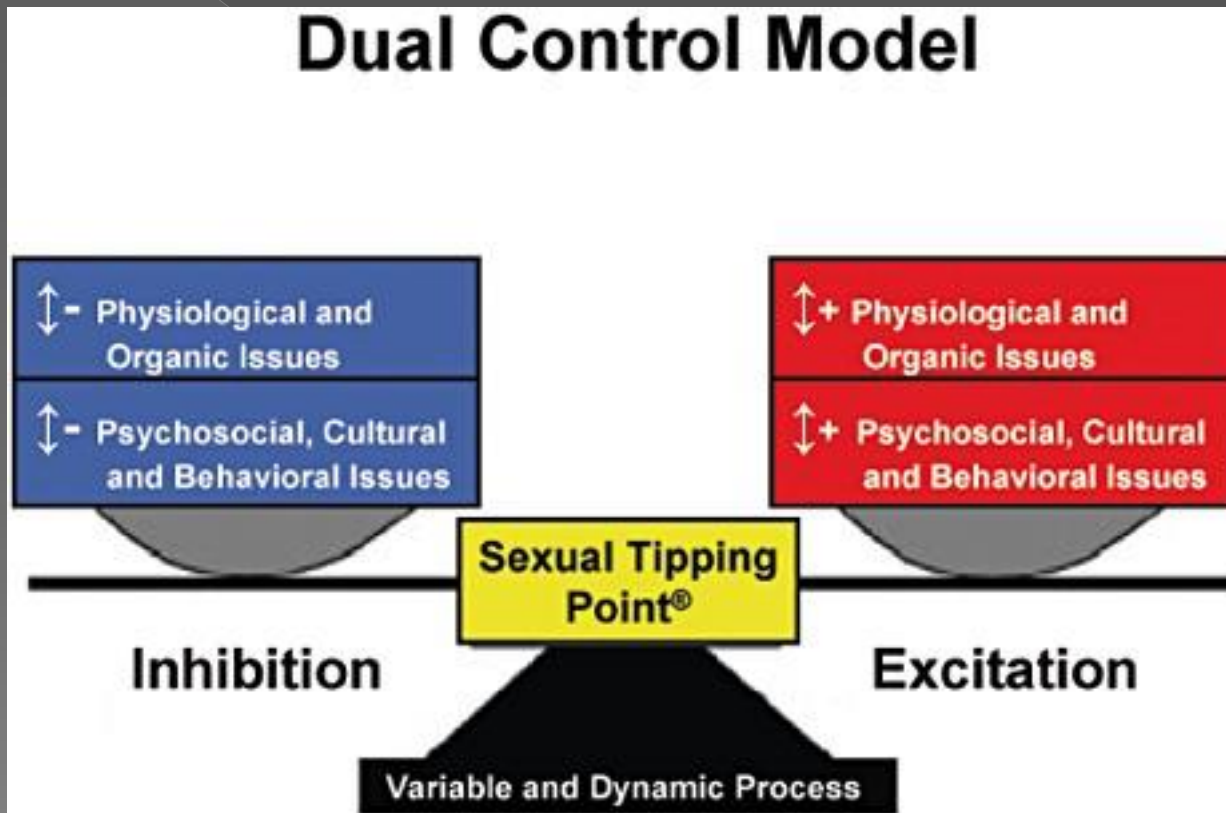 Dual Control Model
↕- Physiological and
Organic Issues
↕- Psychosocial, Cultural
and Behavioral Issues
↕+ Physiological and
Organic Issues
↕+ Psychosocial, Cultural
and Behavioral Issues
Sexual Tipping
Point®
Inhibition
Excitation
Variable and Dynamic Process